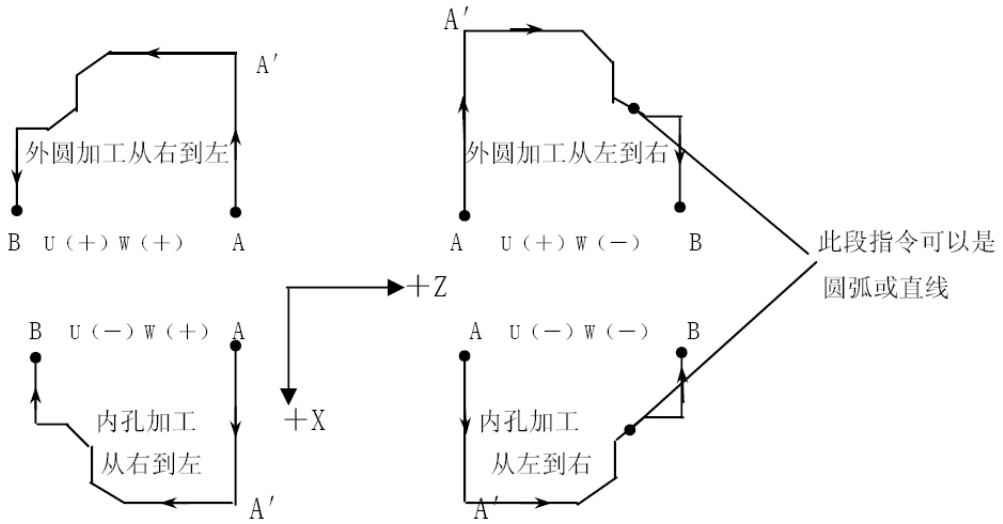 A′
A′
外圆加工从右到左
外圆加工从左到右
B U（＋）W（＋） A
A U（＋）W（－） B
此段指令可以是
圆弧或直线
＋Z
＋X
B U（－）W（＋） A
A U（－）W（－） B
内孔加工
从右到左
内孔加工
从左到右
A′
A′